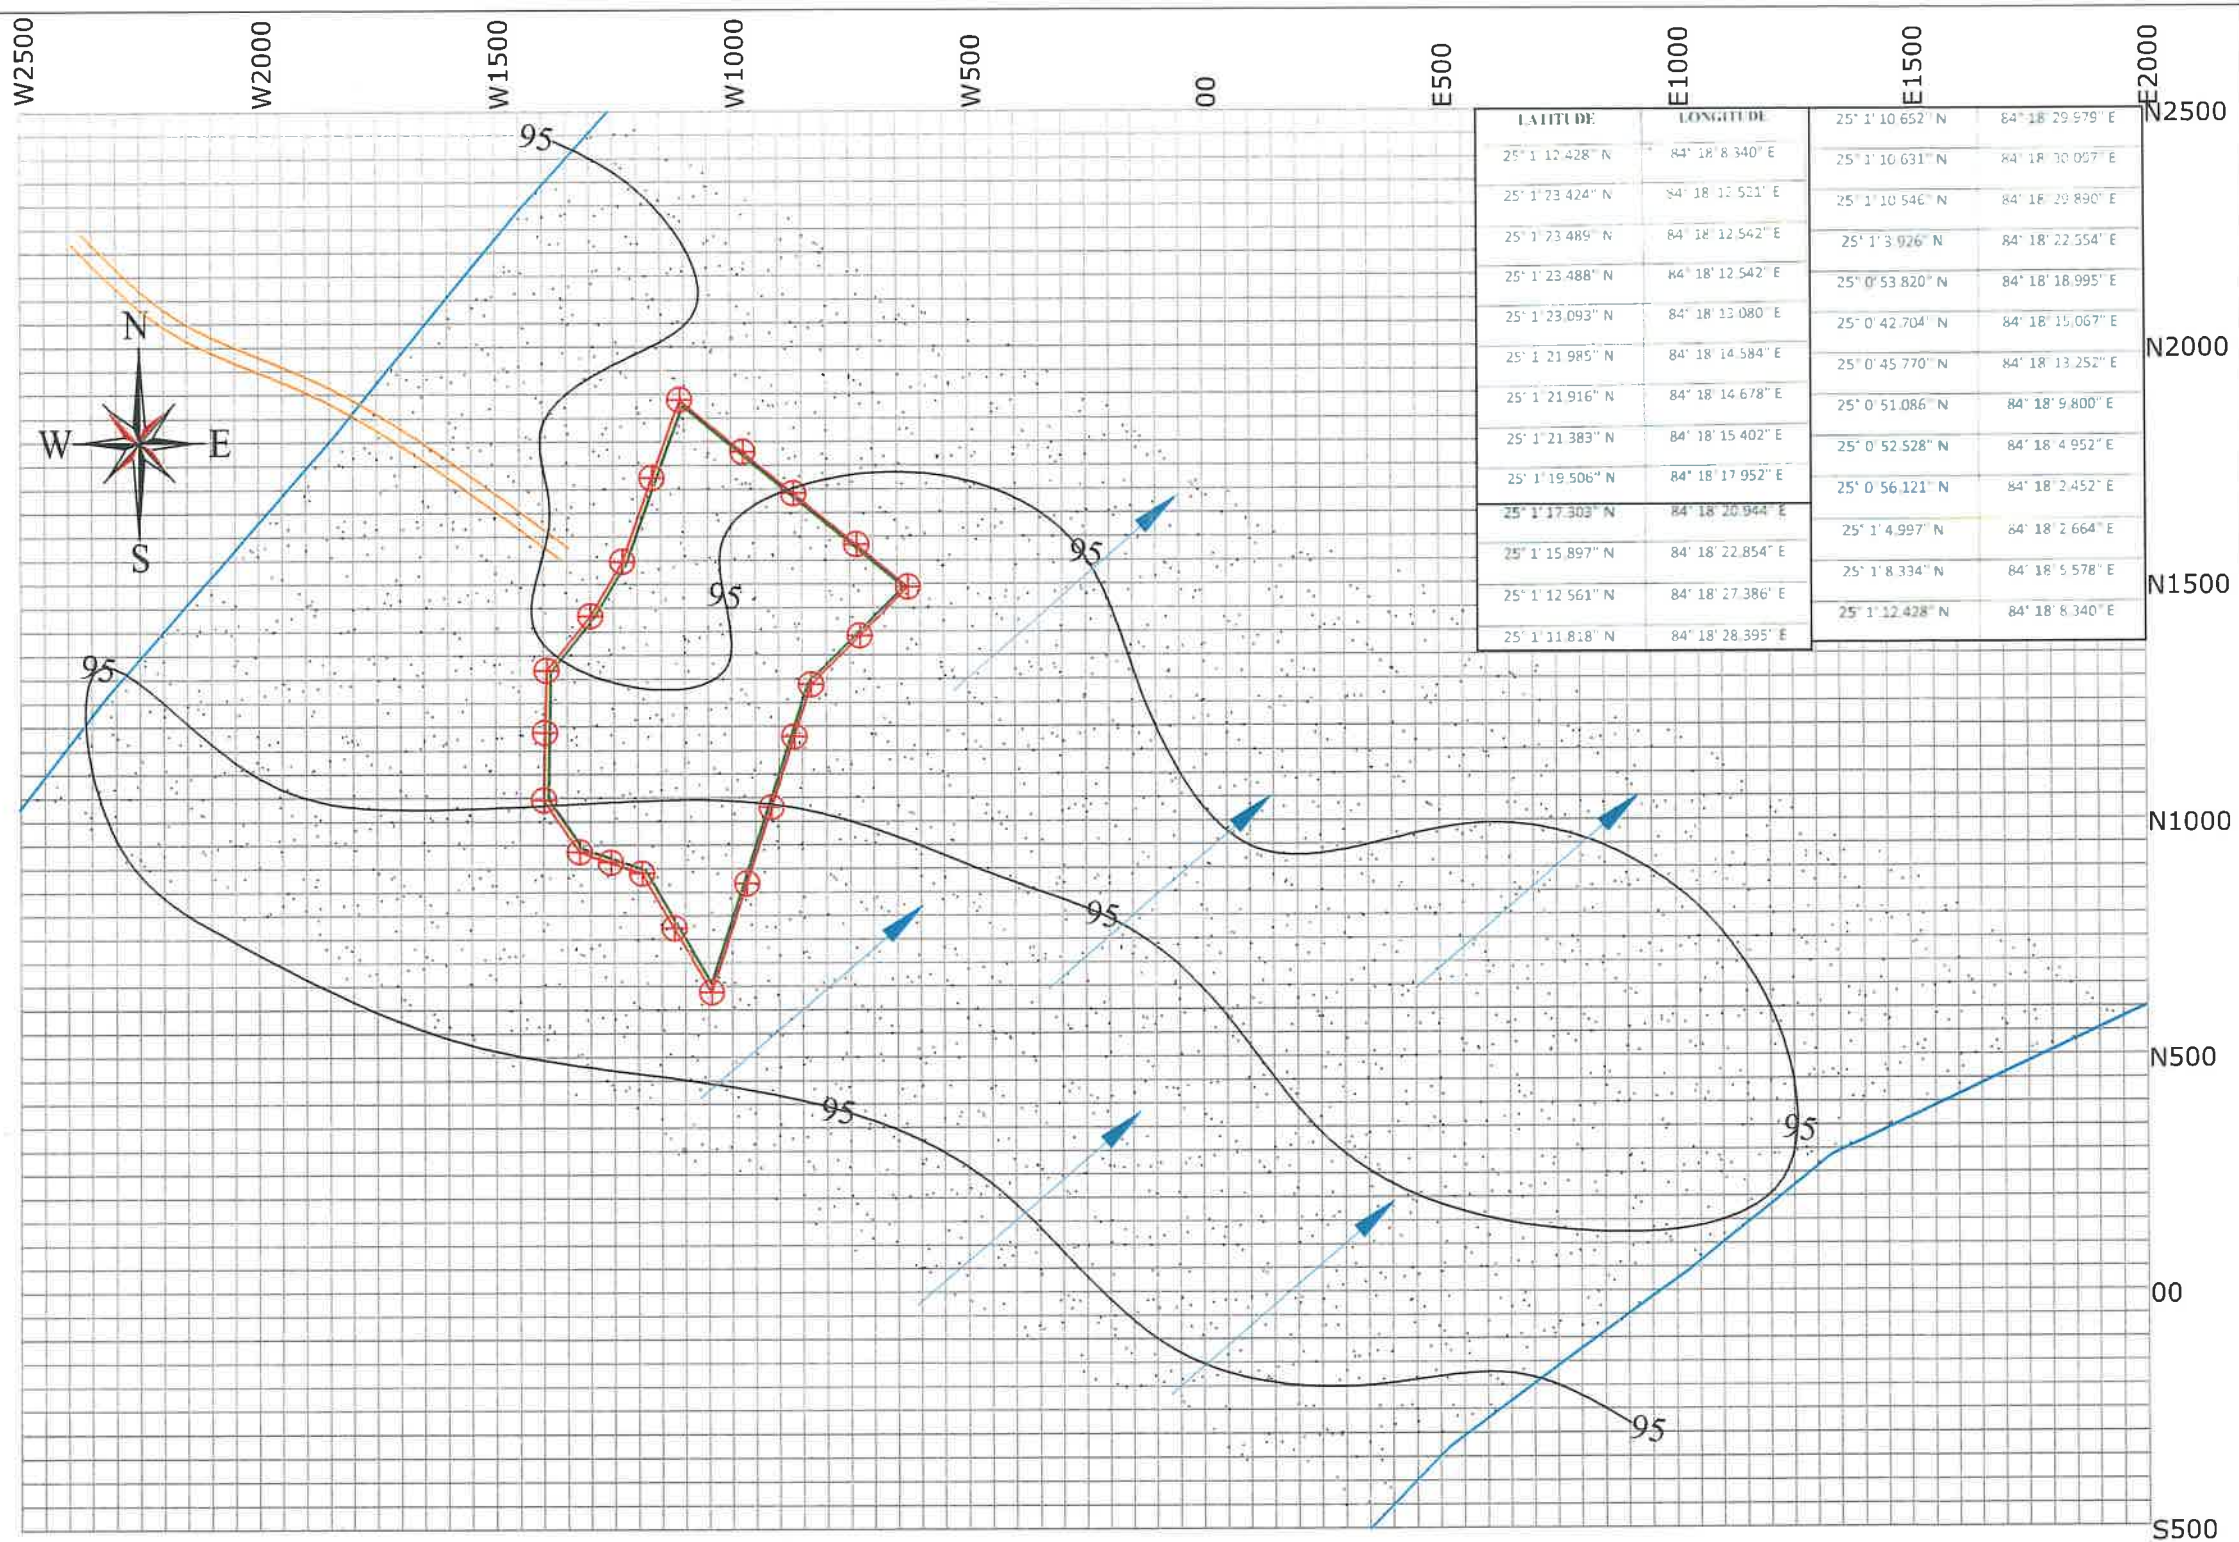 W2500 W2000 W1500 W1000 W500 00 E500 E1000 E1500 E2000
N2500
N2000
N1500
N1000
N500
00
S500
N
W E
S
95
95
95
95
95
95
95
95
LATITUDE LONGITUDE
25° 1' 12.428" N 84° 18' 8.340" E
25° 1' 23.424" N 84° 18'
25° 1' 23.489" N 84° 18' 12.542" E
25° 1' 23.488" N 84° 18' 12.542" E
25° 1' 23.093" N 84° 18' 13.080" E
25° 1' 21.985" N 84° 18' 14.584" E
25° 1' 21.916" N 84° 18' 14.678" E
25° 1' 21.383" N 84° 18' 15.402" E
25° 1' 19.506" N 84° 18' 17.952" E
25° 1' 17.303" N 84° 18' 20.944" E
25° 1' 15.897" N 84° 18' 22.854" E
25° 1' 12.561" N 84° 18' 27.386" E
25° 1' 11.818" N 84° 18' 28.395" E
25° 1' 10.652" N 84° 18' 29.979" E
25° 1' 10.631" N 84° 18'
25° 1' 10.546" N 84° 18' 29.890" E
25° 1' 3.926" N 84° 18' 22.554" E
25° 0' 53.820" N 84° 18' 18.995" E
25° 0' 42.704" N 84° 18' 15.067" E
25° 0' 45.770" N 84° 18' 13.252" E
25° 0' 51.086" N 84° 18' 9.800" E
25° 0' 52.528" N 84° 18' 4.952" E
25° 0' 56.121" N 84° 18' 2.452" E
25° 1' 4.997" N 84° 18' 2.664" E
25° 1' 8.334" N 84° 18' 5.578" E
25° 1' 12.428" N 84° 18' 8.340" E